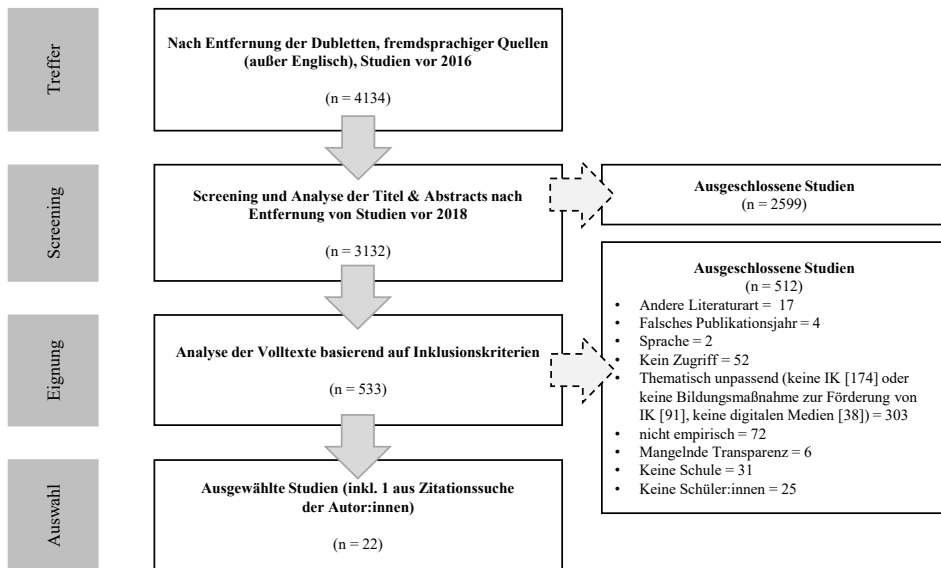 Treffer
Nach Entfernung der Dubletten, fremdsprachiger Quellen
(außer Englisch), Studien vor 2016
(n = 4134)
Screening
Screening und Analyse der Titel & Abstracts nach
Entfernung von Studien vor 2018
(n = 3132)
Ausgeschlossene Studien
(n = 2599)
Eignung
Analyse der Volltexte basierend auf Inklusionskriterien
(n = 533)
Ausgeschlossene Studien
(n = 512)
• Andere Literaturart = 17
• Falsches Publikationsjahr = 4
• Sprache = 2
• Kein Zugriff = 52
• Thematisch unpassend (keine IK [174] oder
keine Bildungsmaßnahme zur Förderung von
IK [91], keine digitalen Medien [38]) = 303
• nicht empirisch = 72
• Mangelnde Transparenz = 6
• Keine Schule = 31
• Keine Schüler:innen = 25
Auswahl
Ausgewählte Studien (inkl. 1 aus Zitationssuche
der Autor:innen)
(n = 22)